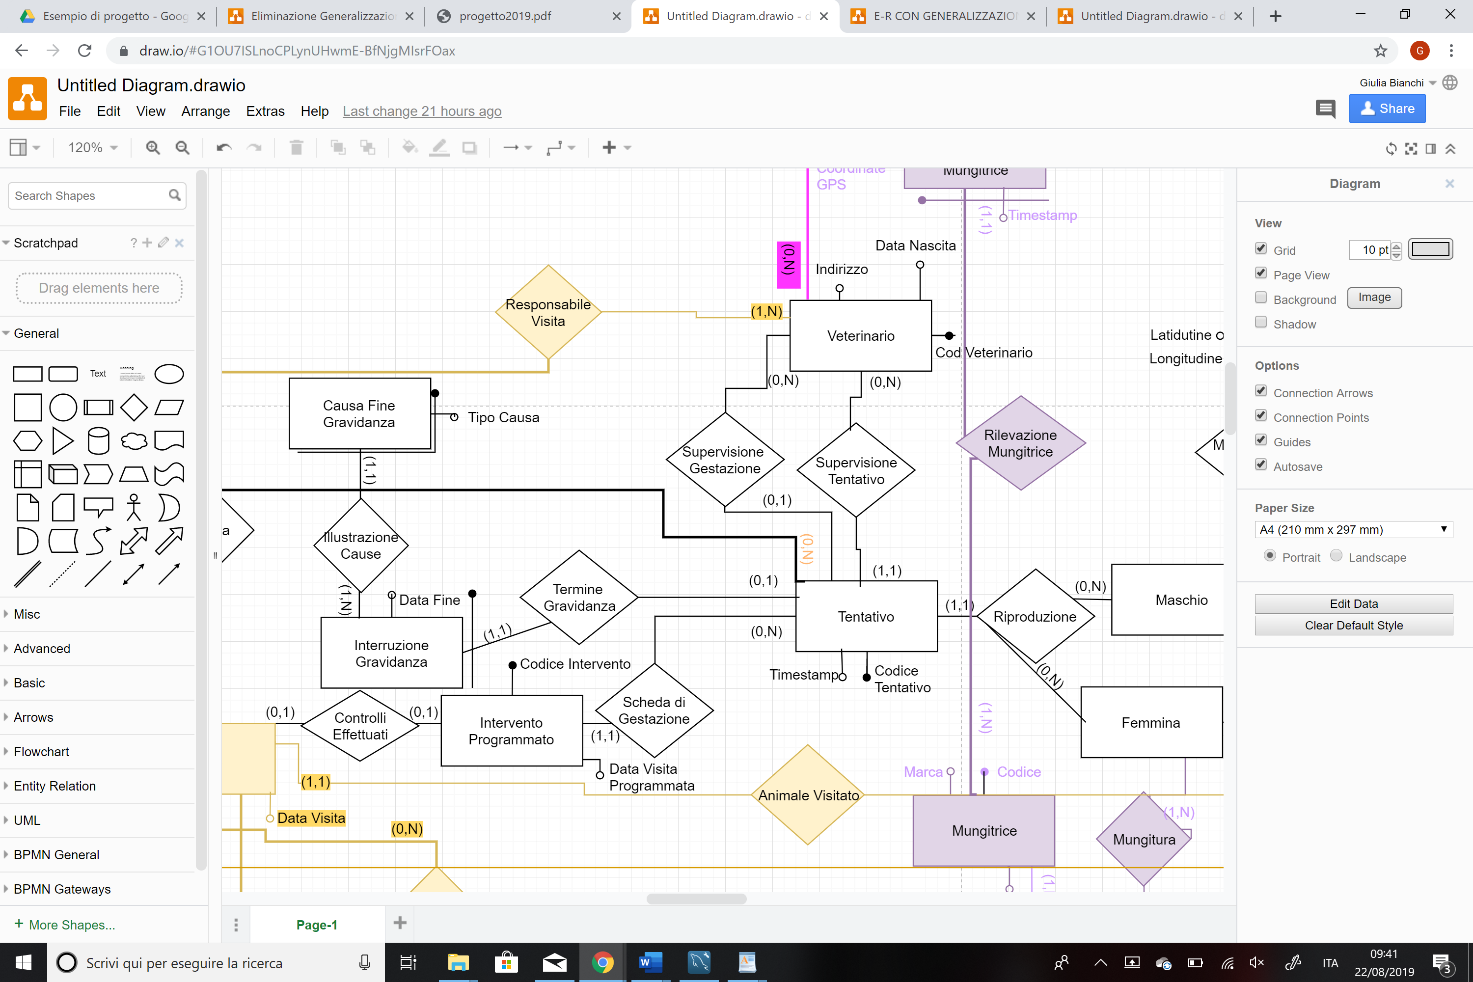 Esempio di progetto - Goo
Eliminazione Generalizzazio
progetto2019.pdf
Untitled Diagram.drawio - d
E-R CON GENERALIZZAZIO
Untitled Diagram.drawio - d
draw.io/#G1OU7ISLnoCPLynUHwmE-BfNjgMIsrFOax
G
Untitled Diagram.drawio
Giulia Bianchi
File Edit View Arrange Extras Help Last change 21 hours ago
Share
120%
Search Shapes
Scratchpad
?
Drag elements here
General
Text
Misc
Advanced
Basic
Arrows
Flowchart
Entity Relation
UML
BPMN General
BPMN Gateways
+ More Shapes...
Coordinate
GPS
Mungitrice
(1,1)
Timestamp
(0,N)
Data Nascita
Indirizzo
Responsabile
Visita
(1,N)
Veterinario
Cod Veterinario
Latidutine o
Longitudine
(0,N)
(0,N)
Causa Fine
Gravidanza
Tipo Causa
(1,1)
Supervisione
Gestazione
Supervisione
Tentativo
Rilevazione
Mungitrice
M
(0,1)
a
Illustrazione
Cause
(0,N)
(1,1)
(1,N)
Data Fine
Termine
Gravidanza
(0,1)
Tentativo
(1,1)
Riproduzione
(0,N)
Maschio
Interruzione
Gravidanza
(1,1)
(0,N)
Codice Intervento
Timestamp
Codice
Tentativo
(0,N)
(0,1)
Controlli
Effettuati
(0,1)
Intervento
Programmato
Scheda di
Gestazione
(1,1)
(1,N)
Femmina
Data Visita
Programmata
(1,1)
Data Visita
(0,N)
Animale Visitato
Marca
Codice
Mungitrice
(1,N)
Mungitura
(1,
Page-1
Diagram
View
Grid
10 pt
Page View
Background
Image
Shadow
Options
Connection Arrows
Connection Points
Guides
Autosave
Paper Size
A4 (210 mm x 297 mm)
Portrait
Landscape
Edit Data
Clear Default Style
Scrivi qui per eseguire la ricerca
ITA
09:41
22/08/2019
3